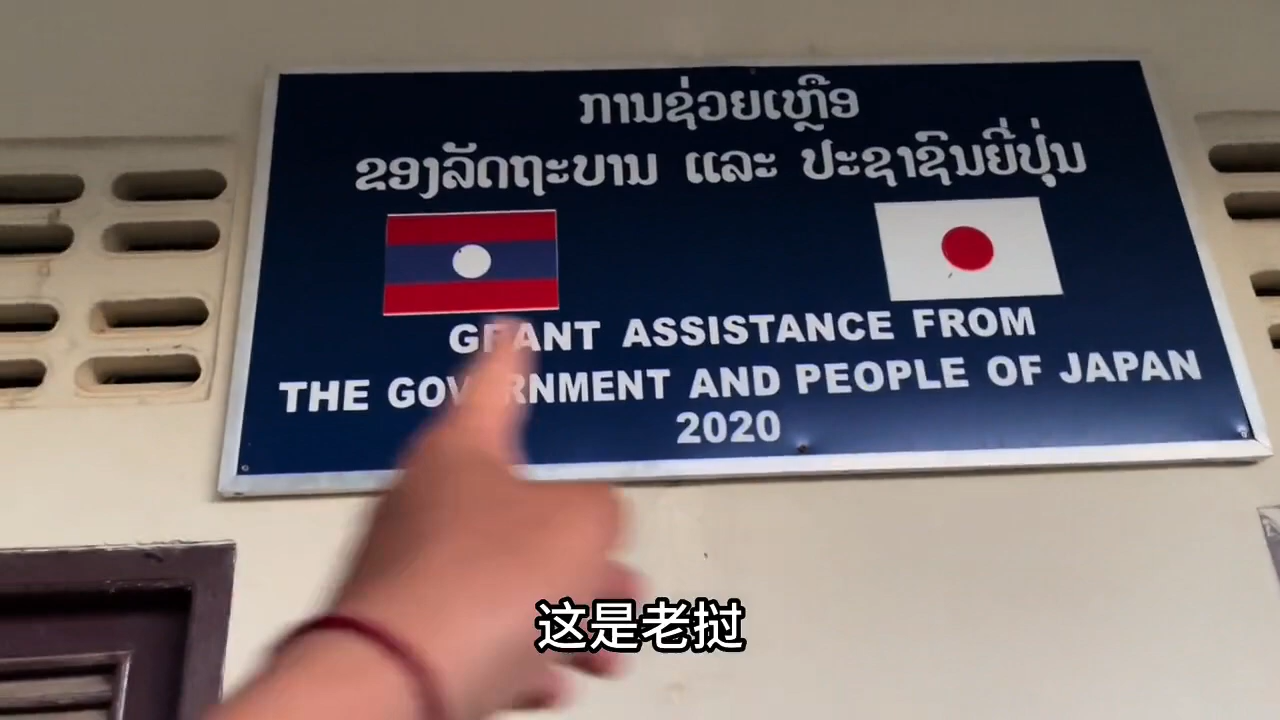 ການຊ່ວຍເຫຼືອ
ຂອງລັດຖະບານ ແລະ ປະຊາຊົນຍີ່ປຸ່ນ
GRANT ASSISTANCE FROM
THE GOVERNMENT AND PEOPLE OF JAPAN
2020
这是老挝